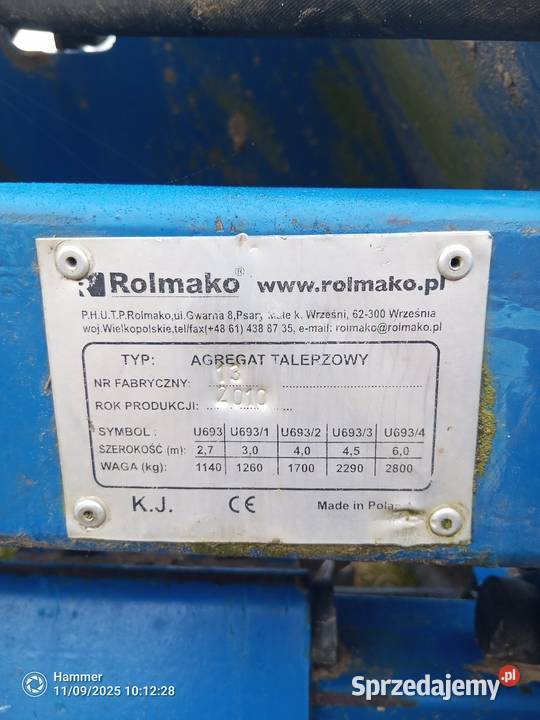 Rolmako® www.rolmako.pl
P.H.U.T.P.Rolmako,ul.Gwarna 8,Psary Małe k. Wrześni, 62-300 Września
woj.Wielkopolskie,tel/fax(+48 61) 438 87 35, e-mail: rolmako@rolmako.pl
TYP: AGREGAT TALERZOWY
NR FABRYCZNY: 13
ROK PRODUKCJI: 2010
SYMBOL: U693 U693/1 U693/2 U693/3 U693/4
SZEROKOŚĆ (m): 2,7 3,0 4,0 4,5 6,0
WAGA (kg): 1140 1260 1700 2290 2800
K.J. CE Made in Poland
Hammer
11/09/2025 10:12:28
Sprzedajemy.pl